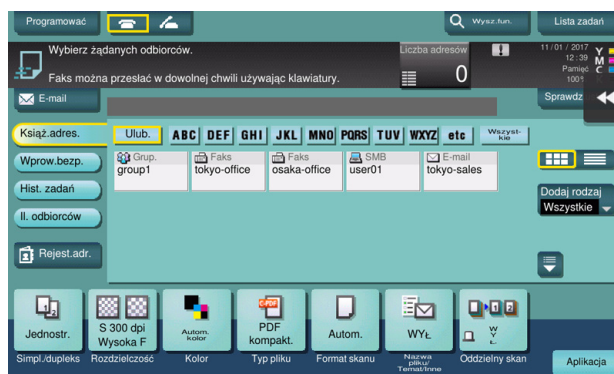 Programować
Wysz.fun.
Lista zadań
Wybierz żądanych odbiorców.
Faks można przesłać w dowolnej chwili używając klawiatury.
Liczba adresów
0
11/01 / 2017
12:39
Pamięć
100%
Y
M
C
E-mail
Sprawdź
Książ.adres.
Ulub.
ABC
DEF
GHI
JKL
MNO
PQRS
TUV
WXYZ
etc
Wszyst-
kie
Wprow.bezp.
Grup.
group1
Faks
tokyo-office
Faks
osaka-office
SMB
user01
E-mail
tokyo-sales
Hist. zadań
Il. odbiorców
Dodaj rodzaj
Wszystkie
Rejest.adr.
Jednostr.
S 300 dpi
Wysoka F
Autom.
kolor
C-PDF
PDF
kompakt.
Autom.
WYŁ
W
Y
Ł
Simpl./dupleks
Rozdzielczość
Kolor
Typ pliku
Format skanu
Nazwa
pliku/
Temat/Inne
Oddzielny skan
Aplikacja